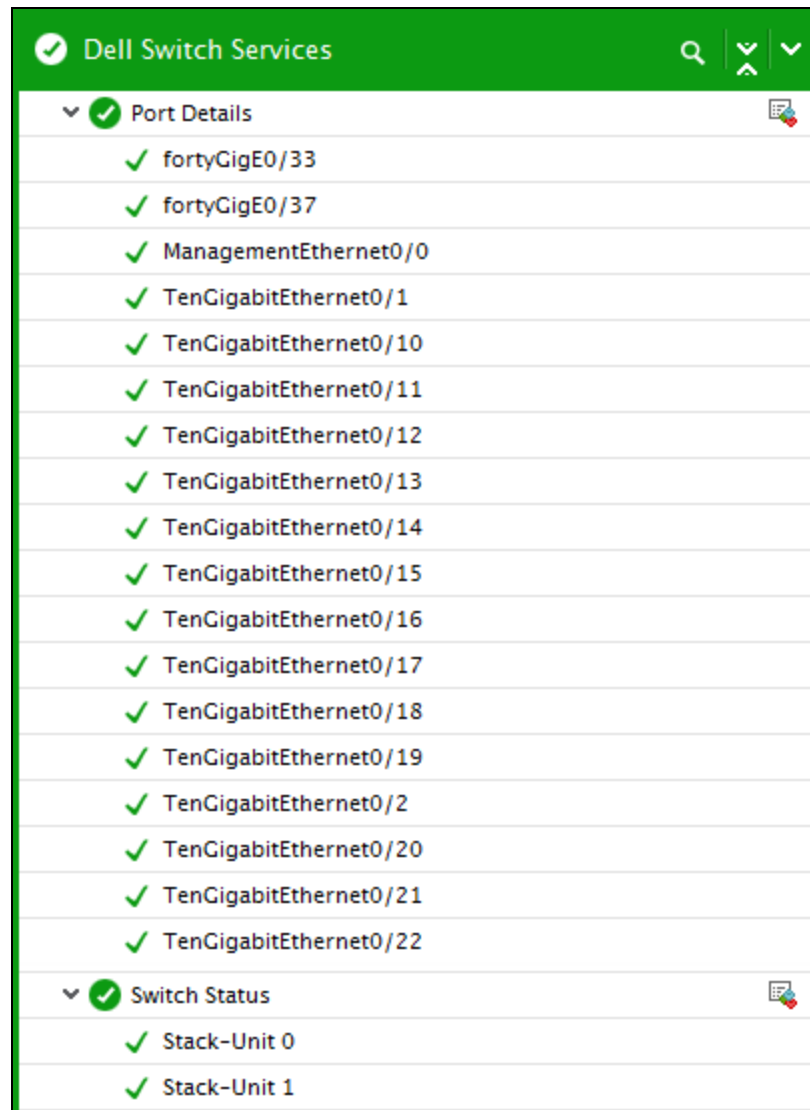 Dell Switch Services
Port Details
fortyGigE0/33
fortyGigE0/37
ManagementEthernet0/0
TenGigabitEthernet0/1
TenGigabitEthernet0/10
TenGigabitEthernet0/11
TenGigabitEthernet0/12
TenGigabitEthernet0/13
TenGigabitEthernet0/14
TenGigabitEthernet0/15
TenGigabitEthernet0/16
TenGigabitEthernet0/17
TenGigabitEthernet0/18
TenGigabitEthernet0/19
TenGigabitEthernet0/2
TenGigabitEthernet0/20
TenGigabitEthernet0/21
TenGigabitEthernet0/22
Switch Status
Stack-Unit 0
Stack-Unit 1